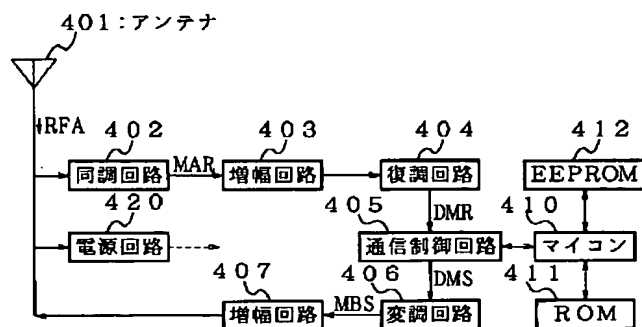 401:アンテナ
RFA 402 403 404 412
同調回路 MAR 増幅回路 復調回路 EEPROM
420 405 DMR 410
電源回路 通信制御回路 マイコン
407 406 DMS 411
増幅回路 MBS 変調回路 ROM